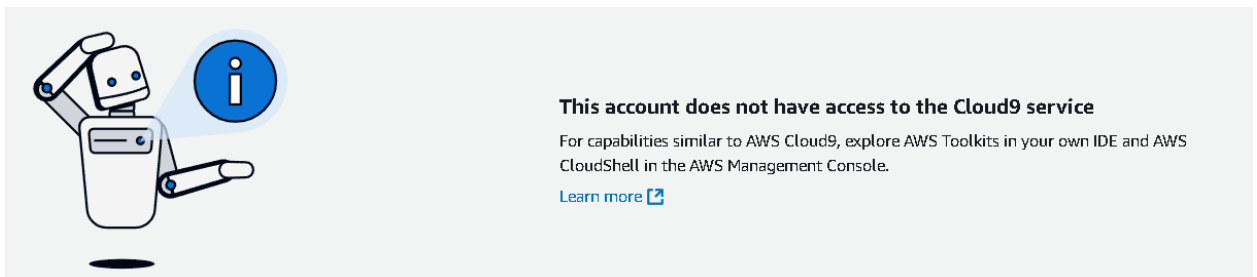 This account does not have access to the Cloud9 service
For capabilities similar to AWS Cloud9, explore AWS Toolkits in your own IDE and AWS
CloudShell in the AWS Management Console.
Learn more